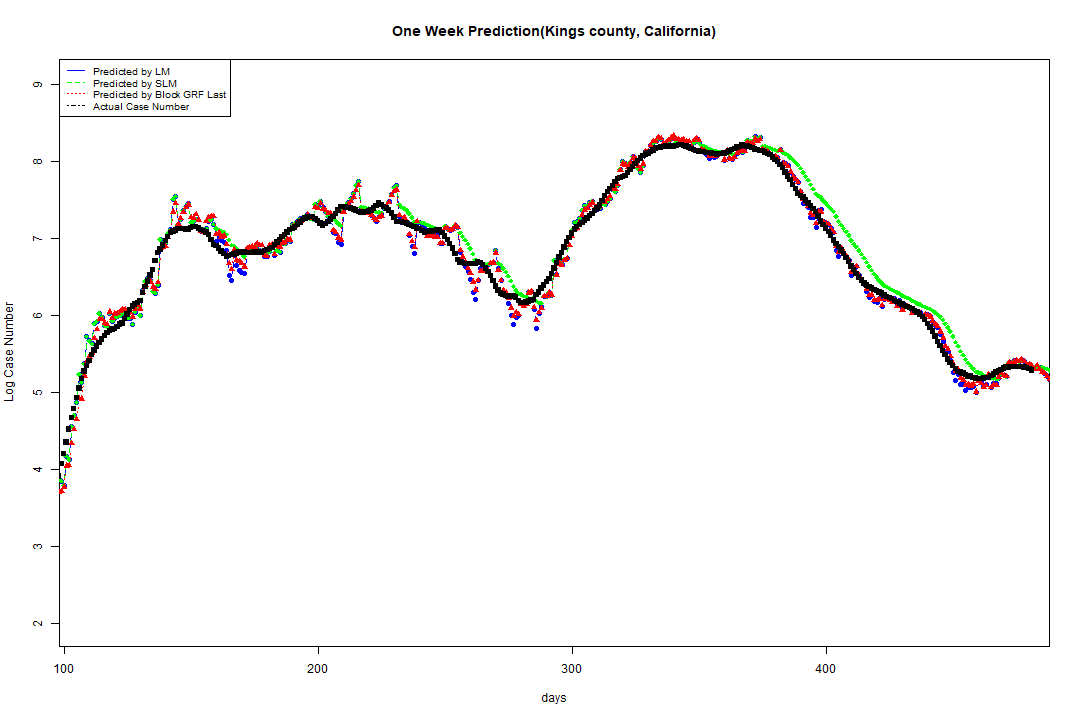 One Week Prediction(Kings county, California)
Predicted by LM
Predicted by SLM
Predicted by Block GRF Last
Actual Case Number
9
8
7
6
5
4
3
2
Log Case Number
100 200 300 400
days